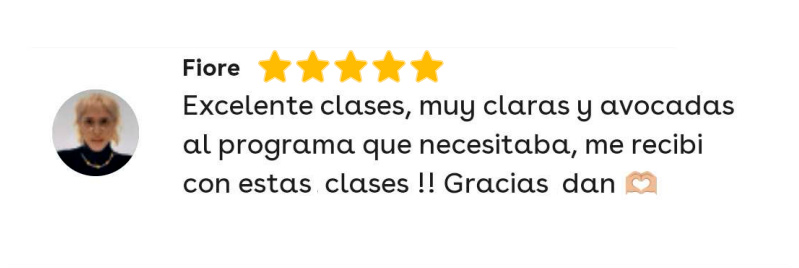 Fiore ⭐⭐⭐⭐⭐
Excelente clases, muy claras y avocadas
al programa que necesitaba, me recibi
con estas clases !! Gracias dan 🫶🏼